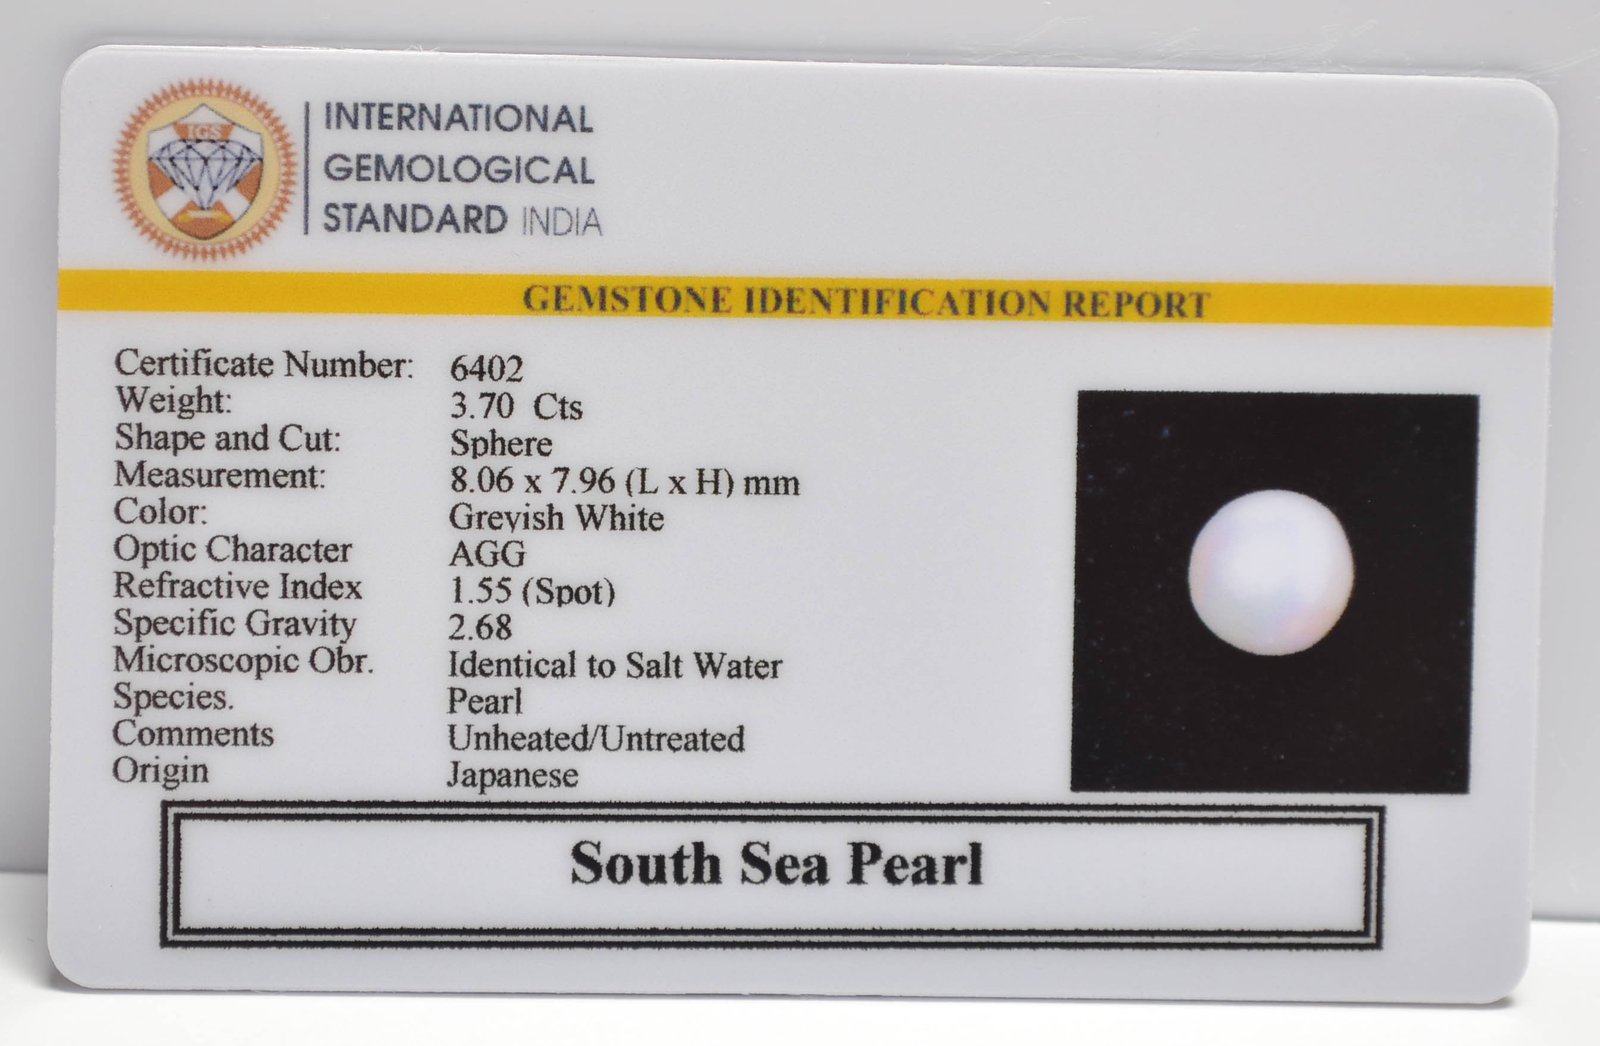 IGS
INTERNATIONAL
GEMOLOGICAL
STANDARD INDIA
GEMSTONE IDENTIFICATION REPORT
Certificate Number: 6402
Weight: 3.70 Cts
Shape and Cut: Sphere
Measurement: 8.06 x 7.96 (L x H) mm
Color: Greyish White
Optic Character AGG
Refractive Index 1.55 (Spot)
Specific Gravity 2.68
Microscopic Obr. Identical to Salt Water
Species. Pearl
Comments Unheated/Untreated
Origin Japanese
South Sea Pearl